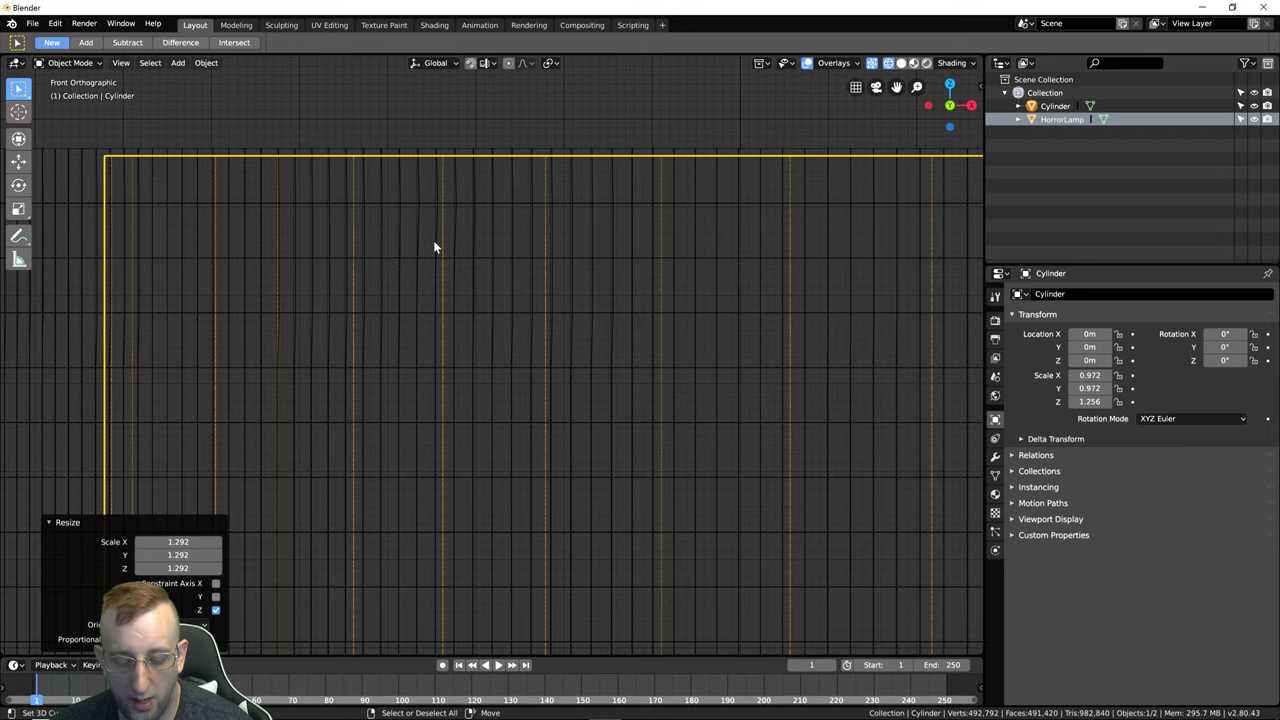 Blender
File Edit Render Window Help Layout Modeling Sculpting UV Editing Texture Paint Shading Animation Rendering Compositing Scripting + Scene View Layer
New Add Subtract Difference Intersect
Object Mode View Select Add Object Global Overlays Shading
Front Orthographic
(1) Collection | Cylinder
Z
X
Y
Scene Collection
Collection
Cylinder
HorrorLamp
Cylinder
Cylinder
Transform
Location X 0m Rotation X 0°
Y 0m Y 0°
Z 0m Z 0°
Scale X 0.972
Y 0.972
Z 1.256
Rotation Mode XYZ Euler
Delta Transform
Relations
Collections
Instancing
Motion Paths
Viewport Display
Custom Properties
Resize
Scale X 1.292
Y 1.292
Z 1.292
Constraint Axis X
Y
Z
Proportional
Playback 1 Start: 1 End: 250
1 60 70 80 90 100 110 120 130 140 150 160 170 180 190 200 210 220 230 240 250
Select or Deselect All Move Collection | Cylinder | Verts:492,792 | Faces:491,420 | Tris:982,840 | Objects:1/2 | Mem: 295.7 MB | v2.80.43